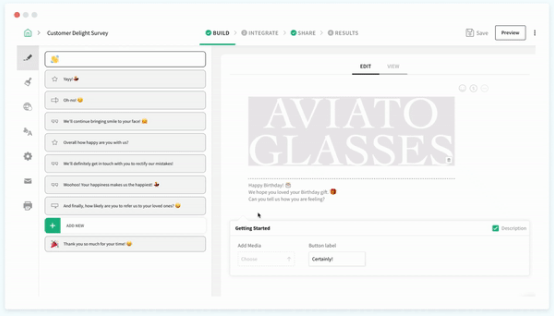 Customer Delight Survey
BUILD
INTEGRATE
SHARE
RESULTS
Save
Preview
EDIT
VIEW
Yayy!
Oh no!
We'll continue bringing smile to your face!
Overall how happy are you with us?
We'll definitely get in touch with you to rectify our mistakes!
Woohoo! Your happiness makes us the happiest!
And finally, how likely are you to refer us to your loved ones?
ADD NEW
Thank you so much for your time!
AVIATO
GLASSES
Happy Birthday!
We hope you loved your Birthday gift.
Can you tell us how you are feeling?
Getting Started
Description
Add Media
Button label
Choose
Certainly!